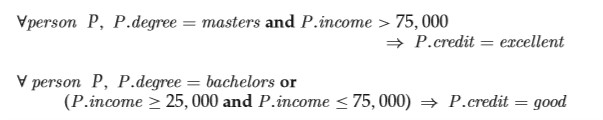 ∀person P, P.degree = masters and P.income > 75, 000
⇒ P.credit = excellent
∀ person P, P.degree = bachelors or
(P.income ≥ 25, 000 and P.income ≤ 75, 000) ⇒ P.credit = good